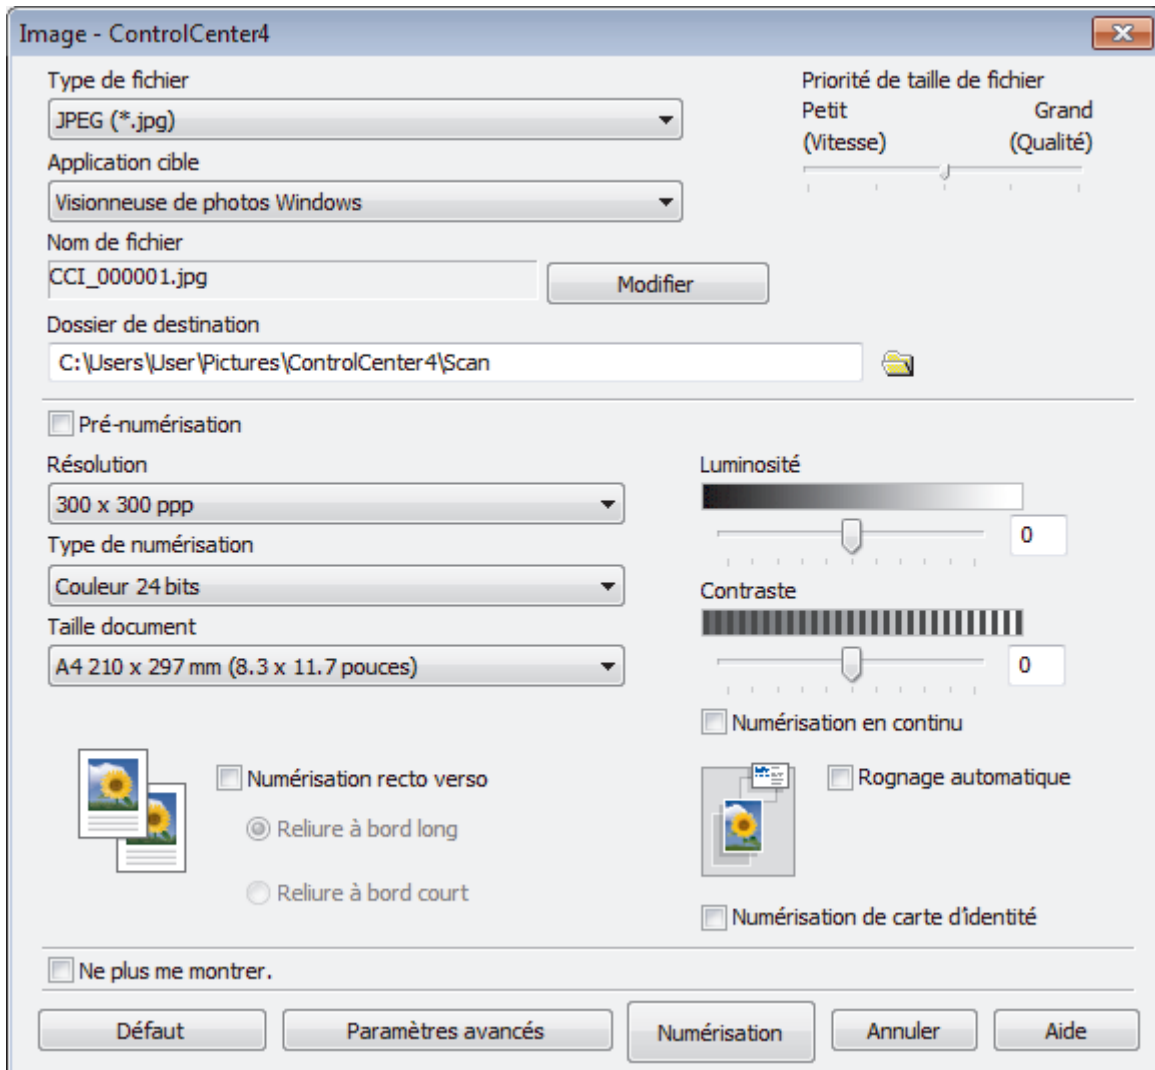 Image - ControlCenter4
Type de fichier
JPEG (*.jpg)
Application cible
Visionneuse de photos Windows
Nom de fichier
CCI_000001.jpg
Modifier
Dossier de destination
C:\Users\User\Pictures\ControlCenter4\Scan
Priorité de taille de fichier
Petit Grand
(Vitesse) (Qualité)
Pré-numérisation
Résolution
300 x 300 ppp
Type de numérisation
Couleur 24 bits
Taille document
A4 210 x 297 mm (8.3 x 11.7 pouces)
Luminosité
0
Contraste
0
Numérisation en continu
Numérisation recto verso
Reliure à bord long
Reliure à bord court
Rognage automatique
Numérisation de carte d'identité
Ne plus me montrer.
Défaut Paramètres avancés Numérisation Annuler Aide